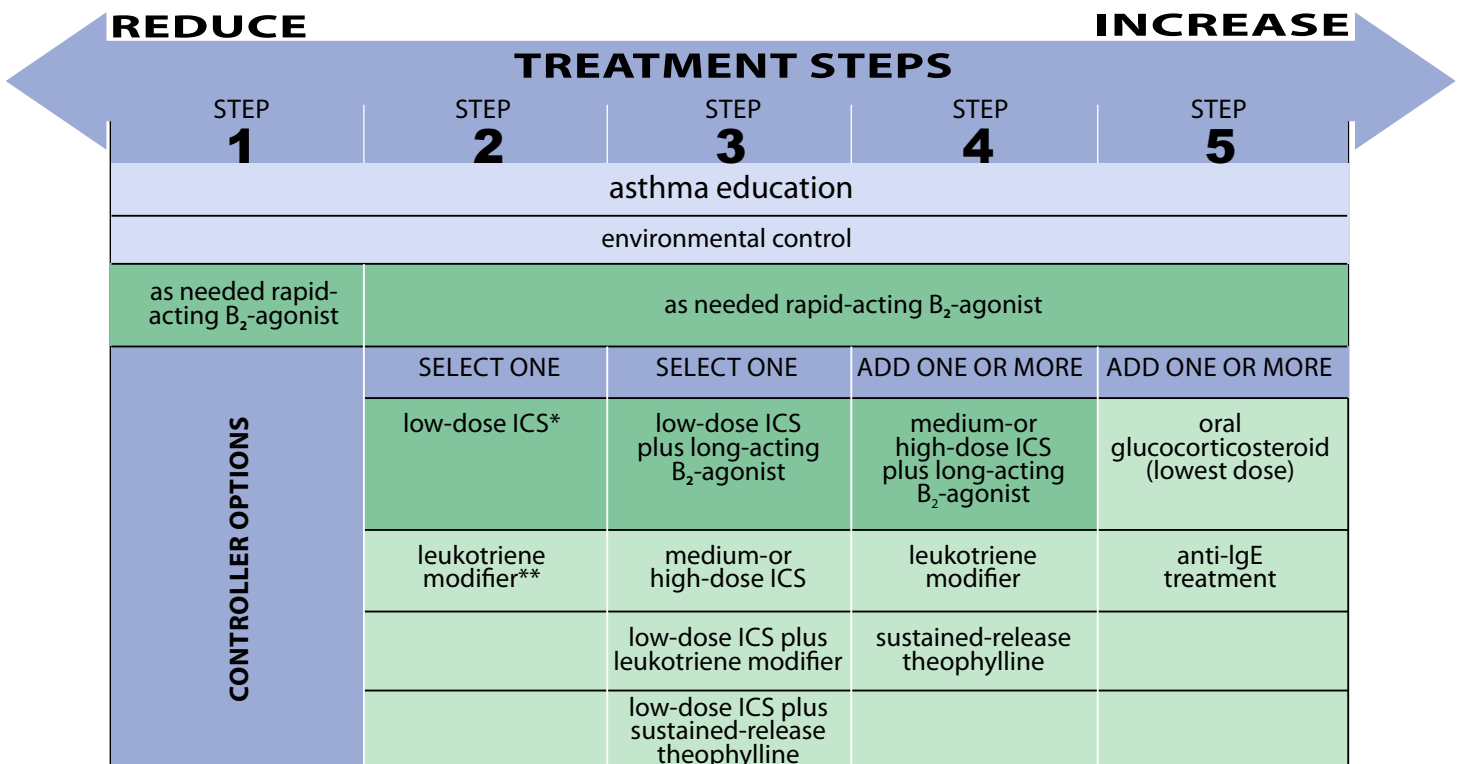 REDUCE
INCREASE
TREATMENT STEPS
STEP
1
STEP
2
STEP
3
STEP
4
STEP
5
asthma education
environmental control
as needed rapid-
acting B₂-agonist
as needed rapid-acting B₂-agonist
CONTROLLER OPTIONS
SELECT ONE
SELECT ONE
ADD ONE OR MORE
ADD ONE OR MORE
low-dose ICS*
low-dose ICS
plus long-acting
B₂-agonist
medium-or
high-dose ICS
plus long-acting
B₂-agonist
oral
glucocorticosteroid
(lowest dose)
leukotriene
modifier**
medium-or
high-dose ICS
leukotriene
modifier
anti-IgE
treatment
low-dose ICS plus
leukotriene modifier
sustained-release
theophylline
low-dose ICS plus
sustained-release
theophylline